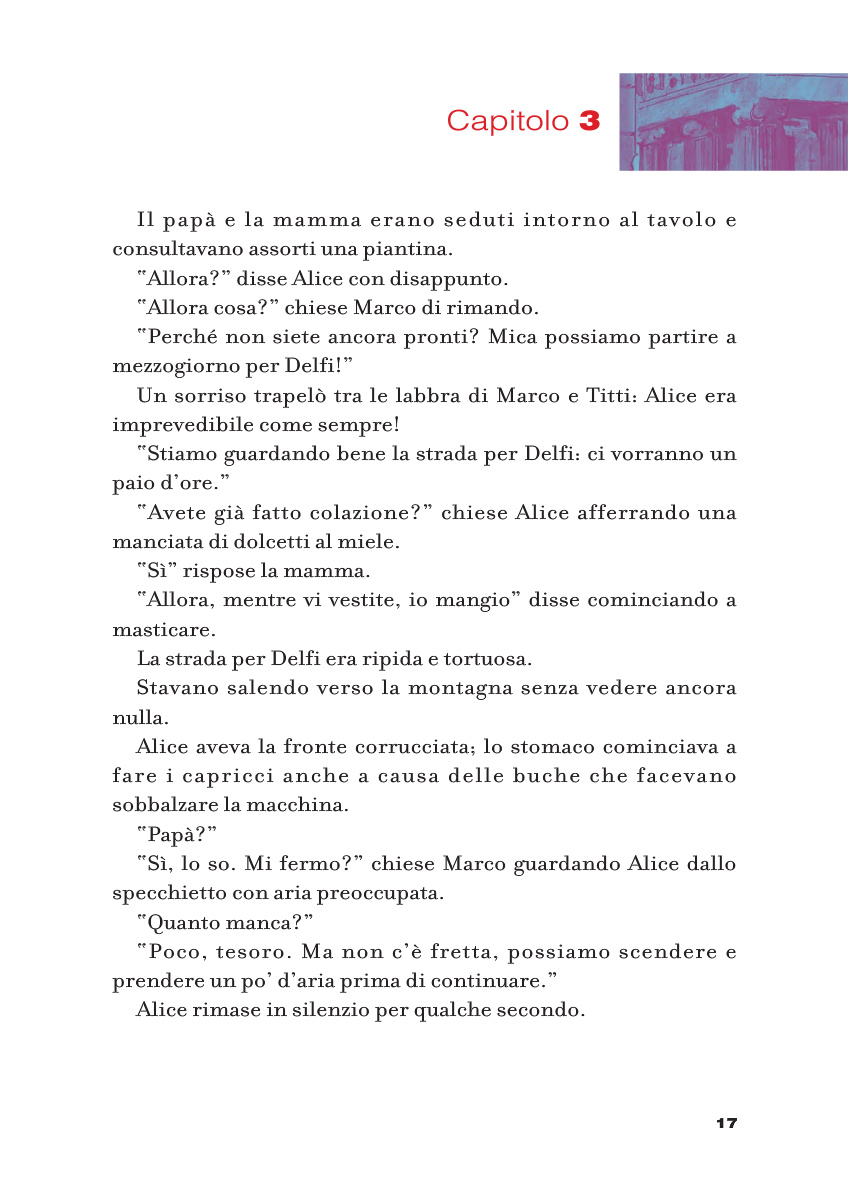 Capitolo 3
Il papà e la mamma erano seduti intorno al tavolo e
consultavano assorti una piantina.
"Allora?" disse Alice con disappunto.
"Allora cosa?" chiese Marco di rimando.
"Perché non siete ancora pronti? Mica possiamo partire a
mezzogiorno per Delfi!"
Un sorriso trapelò tra le labbra di Marco e Titti: Alice era
imprevedibile come sempre!
"Stiamo guardando bene la strada per Delfi: ci vorranno un
paio d'ore."
"Avete già fatto colazione?" chiese Alice afferrando una
manciata di dolcetti al miele.
"Sì" rispose la mamma.
"Allora, mentre vi vestite, io mangio" disse cominciando a
masticare.
La strada per Delfi era ripida e tortuosa.
Stavano salendo verso la montagna senza vedere ancora
nulla.
Alice aveva la fronte corrucciata; lo stomaco cominciava a
fare i capricci anche a causa delle buche che facevano
sobbalzare la macchina.
"Papà?"
"Sì, lo so. Mi fermo?" chiese Marco guardando Alice dallo
specchietto con aria preoccupata.
"Quanto manca?"
"Poco, tesoro. Ma non c'è fretta, possiamo scendere e
prendere un po' d'aria prima di continuare."
Alice rimase in silenzio per qualche secondo.
17